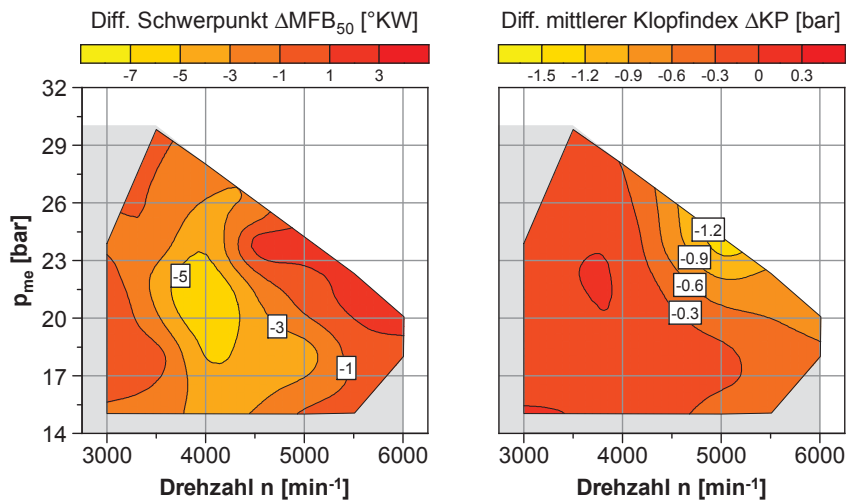 Diff. Schwerpunkt ΔMFB50 [°KW]
-7 -5 -3 -1 1 3
32
29
26
23
20
17
14
pme [bar]
-5
-3
-1
3000 4000 5000 6000
Drehzahl n [min-1]
Diff. mittlerer Klopfindex ΔKP [bar]
-1.5 -1.2 -0.9 -0.6 -0.3 0 0.3
-1.2
-0.9
-0.6
-0.3
3000 4000 5000 6000
Drehzahl n [min-1]